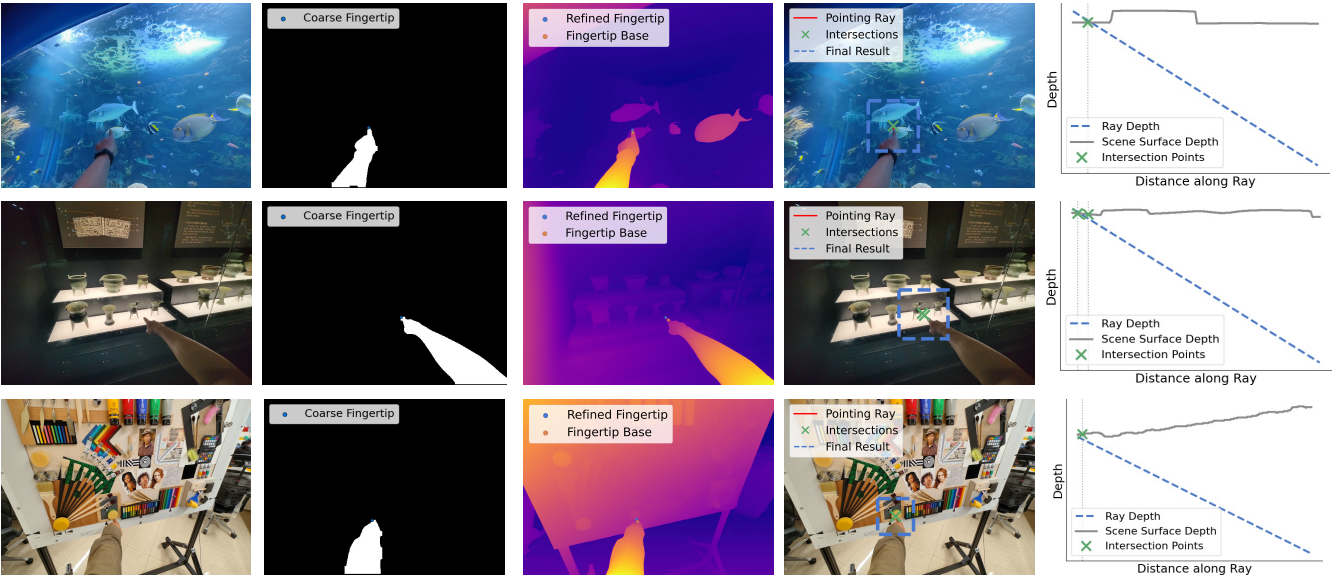 Coarse Fingertip
Refined Fingertip
Fingertip Base
Pointing Ray
Intersections
Final Result
Depth
Ray Depth
Scene Surface Depth
Intersection Points
Distance along Ray
Coarse Fingertip
Refined Fingertip
Fingertip Base
Pointing Ray
Intersections
Final Result
Depth
Ray Depth
Scene Surface Depth
Intersection Points
Distance along Ray
Coarse Fingertip
Refined Fingertip
Fingertip Base
Pointing Ray
Intersections
Final Result
Depth
Ray Depth
Scene Surface Depth
Intersection Points
Distance along Ray